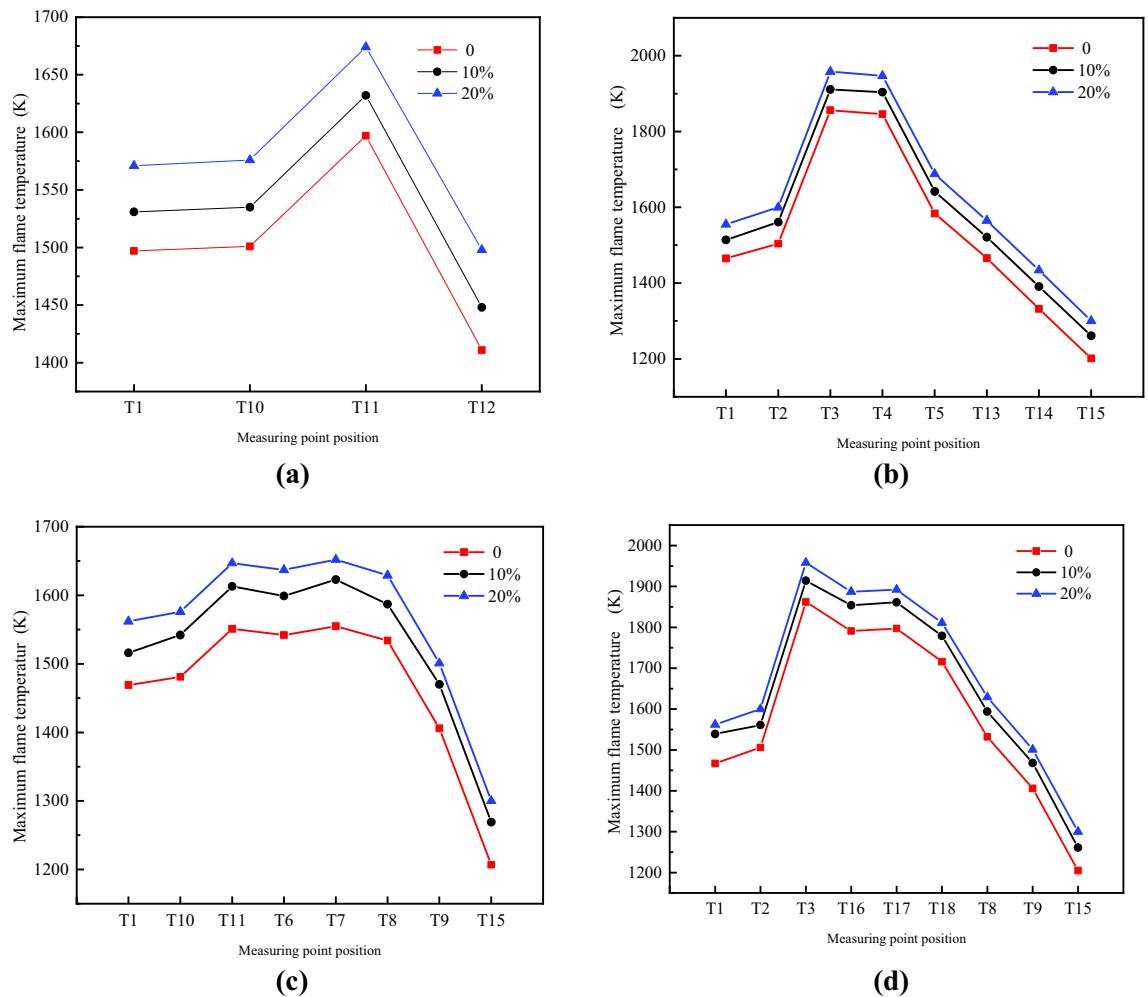 1700
1650
1600
1550
1500
1450
1400
Maximum flame temperature (K)
0
10%
20%
T1 T10 T11 T12
Measuring point position
(a)
2000
1800
1600
1400
1200
Maximum flame temperature (K)
0
10%
20%
T1 T2 T3 T4 T5 T13 T14 T15
Measuring point position
(b)
1700
1600
1500
1400
1300
1200
Maximum flame temperatur (K)
0
10%
20%
T1 T10 T11 T6 T7 T8 T9 T15
Measuring point position
(c)
2000
1900
1800
1700
1600
1500
1400
1300
1200
Maximum flame temperature (K)
0
10%
20%
T1 T2 T3 T16 T17 T18 T8 T9 T15
Measuring point position
(d)